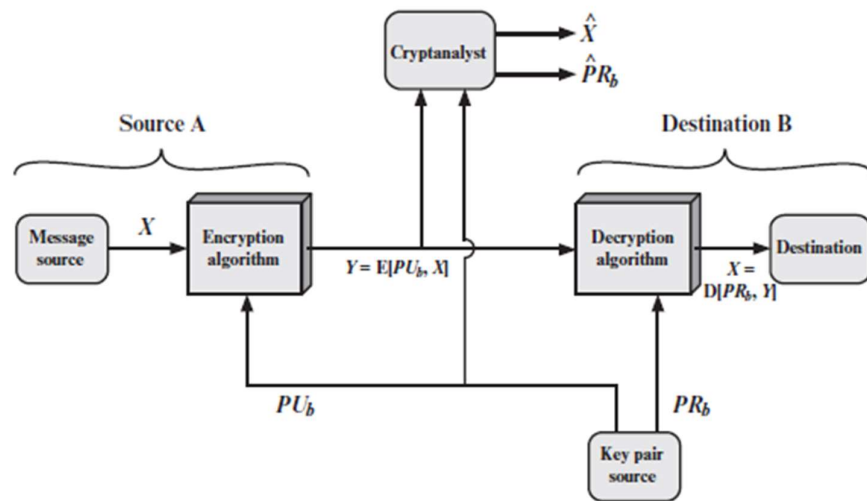 Cryptanalyst
X̂
P̂R_b
Source A
Destination B
Message
source
X
Encryption
algorithm
Y = E[PU_b, X]
Decryption
algorithm
X =
D[PR_b, Y]
Destination
PU_b
PR_b
Key pair
source